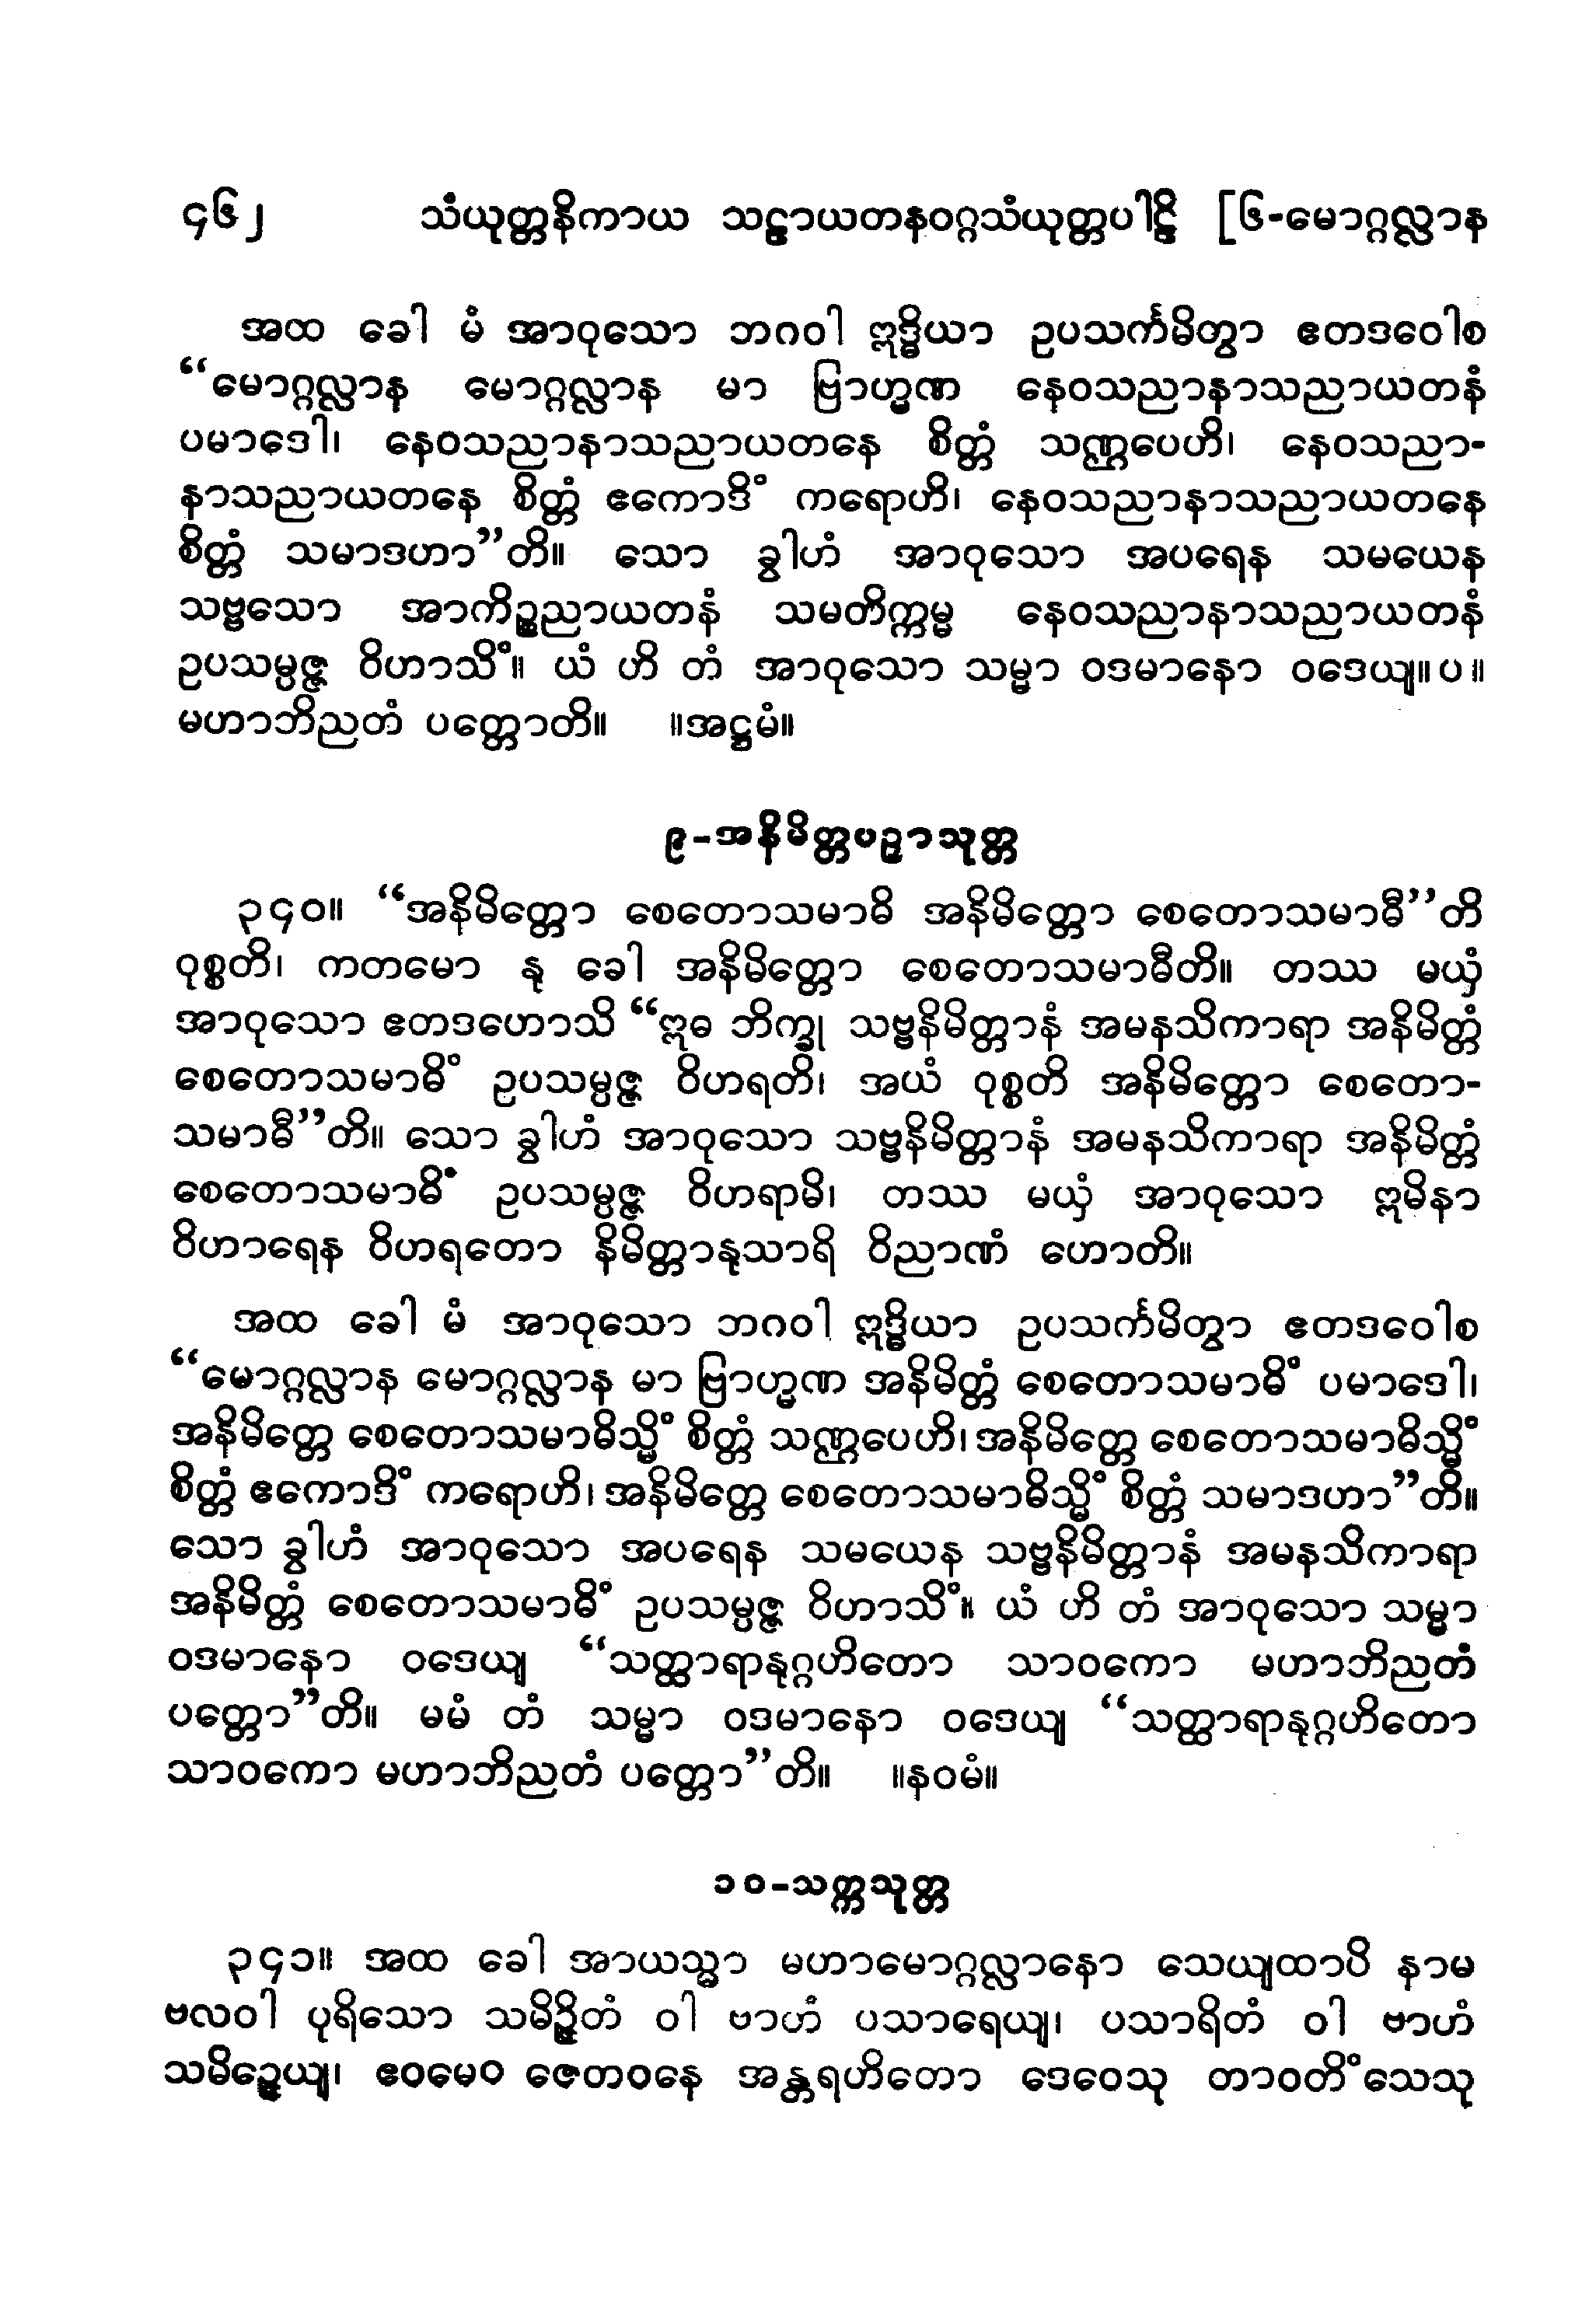 ၄၆၂ သံယုတ္တနိကာယ သဠာယတနဝဂ္ဂသံယုတ္တပါဠိ [၆-မောဂ္ဂလ္လာန
အထ ခေါ မံ အာဝုသော ဘဂဝါ ဣဒ္ဓိယာ ဥပသင်္ကမိတွာ ဧတဒဝေါစ
“မောဂ္ဂလ္လာန မောဂ္ဂလ္လာန မာ ဗြာဟ္မဏ နေဝသညာနာသညာယတနံ
ပမာဒေါ၊ နေဝသညာနာသညာယတနေ စိတ္တံ သဏ္ဌပေဟိ၊ နေဝသညာ-
နာသညာယတနေ စိတ္တံ ဧကောဒိံ ကရောဟိ၊ နေဝသညာနာသညာယတနေ
စိတ္တံ သမာဒဟာ”တိ။ သော ခွါဟံ အာဝုသော အပရေန သမယေန
သဗ္ဗသော အာကိဉ္စညာယတနံ သမတိက္ကမ္မ နေဝသညာနာသညာယတနံ
ဥပသမ္ပဇ္ဇ ဝိဟာသိံ။ ယံ ဟိ တံ အာဝုသော သမ္မာ ဝဒမာနော ဝဒေယျ။ပ။
မဟာဘိညတံ ပတ္တောတိ။ ။အဋ္ဌမံ။
၉-အနိမိတ္တပဉှာသုတ္တ
၃၄၀။ “အနိမိတ္တော စေတောသမာဓိ အနိမိတ္တော စေတောသမာဓီ”တိ
ဝုစ္စတိ၊ ကတမော နု ခေါ အနိမိတ္တော စေတောသမာဓီတိ။ တဿ မယှံ
အာဝုသော ဧတဒဟောသိ “ဣဓ ဘိက္ခု သဗ္ဗနိမိတ္တာနံ အမနသိကာရာ အနိမိတ္တံ
စေတောသမာဓိံ ဥပသမ္ပဇ္ဇ ဝိဟရတိ၊ အယံ ဝုစ္စတိ အနိမိတ္တော စေတော-
သမာဓီ”တိ။ သော ခွါဟံ အာဝုသော သဗ္ဗနိမိတ္တာနံ အမနသိကာရာ အနိမိတ္တံ
စေတောသမာဓိံ ဥပသမ္ပဇ္ဇ ဝိဟရာမိ၊ တဿ မယှံ အာဝုသော ဣမိနာ
ဝိဟာရေန ဝိဟရတော နိမိတ္တာနုသာရိ ဝိညာဏံ ဟောတိ။
အထ ခေါ မံ အာဝုသော ဘဂဝါ ဣဒ္ဓိယာ ဥပသင်္ကမိတွာ ဧတဒဝေါစ
“မောဂ္ဂလ္လာန မောဂ္ဂလ္လာန မာ ဗြာဟ္မဏ အနိမိတ္တံ စေတောသမာဓိံ ပမာဒေါ၊
အနိမိတ္တေ စေတောသမာဓိသ္မိံ စိတ္တံ သဏ္ဌပေဟိ၊ အနိမိတ္တေ စေတောသမာဓိသ္မိံ
စိတ္တံ ဧကောဒိံ ကရောဟိ၊ အနိမိတ္တေ စေတောသမာဓိသ္မိံ စိတ္တံ သမာဒဟာ”တိ။
သော ခွါဟံ အာဝုသော အပရေန သမယေန သဗ္ဗနိမိတ္တာနံ အမနသိကာရာ
အနိမိတ္တံ စေတောသမာဓိံ ဥပသမ္ပဇ္ဇ ဝိဟာသိံ။ ယံ ဟိ တံ အာဝုသော သမ္မာ
ဝဒမာနော ဝဒေယျ “သတ္ထာရာနုဂ္ဂဟိတော သာဝကော မဟာဘိညတံ
ပတ္တော”တိ။ မမံ တံ သမ္မာ ဝဒမာနော ဝဒေယျ “သတ္ထာရာနုဂ္ဂဟိတော
သာဝကော မဟာဘိညတံ ပတ္တော”တိ။ ။နဝမံ။
၁၀-သက္ကသုတ္တ
၃၄၁။ အထ ခေါ အာယသ္မာ မဟာမောဂ္ဂလ္လာနော သေယျထာပိ နာမ
ဗလဝါ ပုရိသော သမိဉ္ဇိတံ ဝါ ဗာဟံ ပသာရေယျ၊ ပသာရိတံ ဝါ ဗာဟံ
သမိဉ္ဇေယျ၊ ဧဝမေဝ ဇေတဝနေ အန္တရဟိတော ဒေဝေသု တာဝတိံသေသု